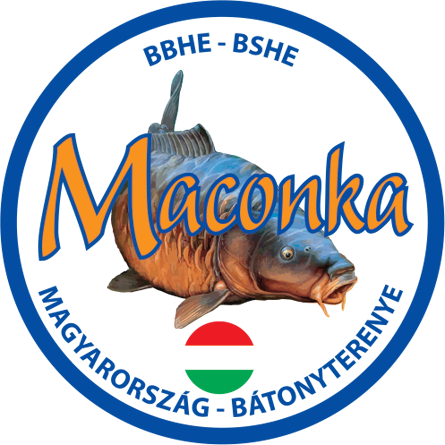 BBHE - BSHE
Maconka
MAGYARORSZÁG - BÁTONYTERENYE